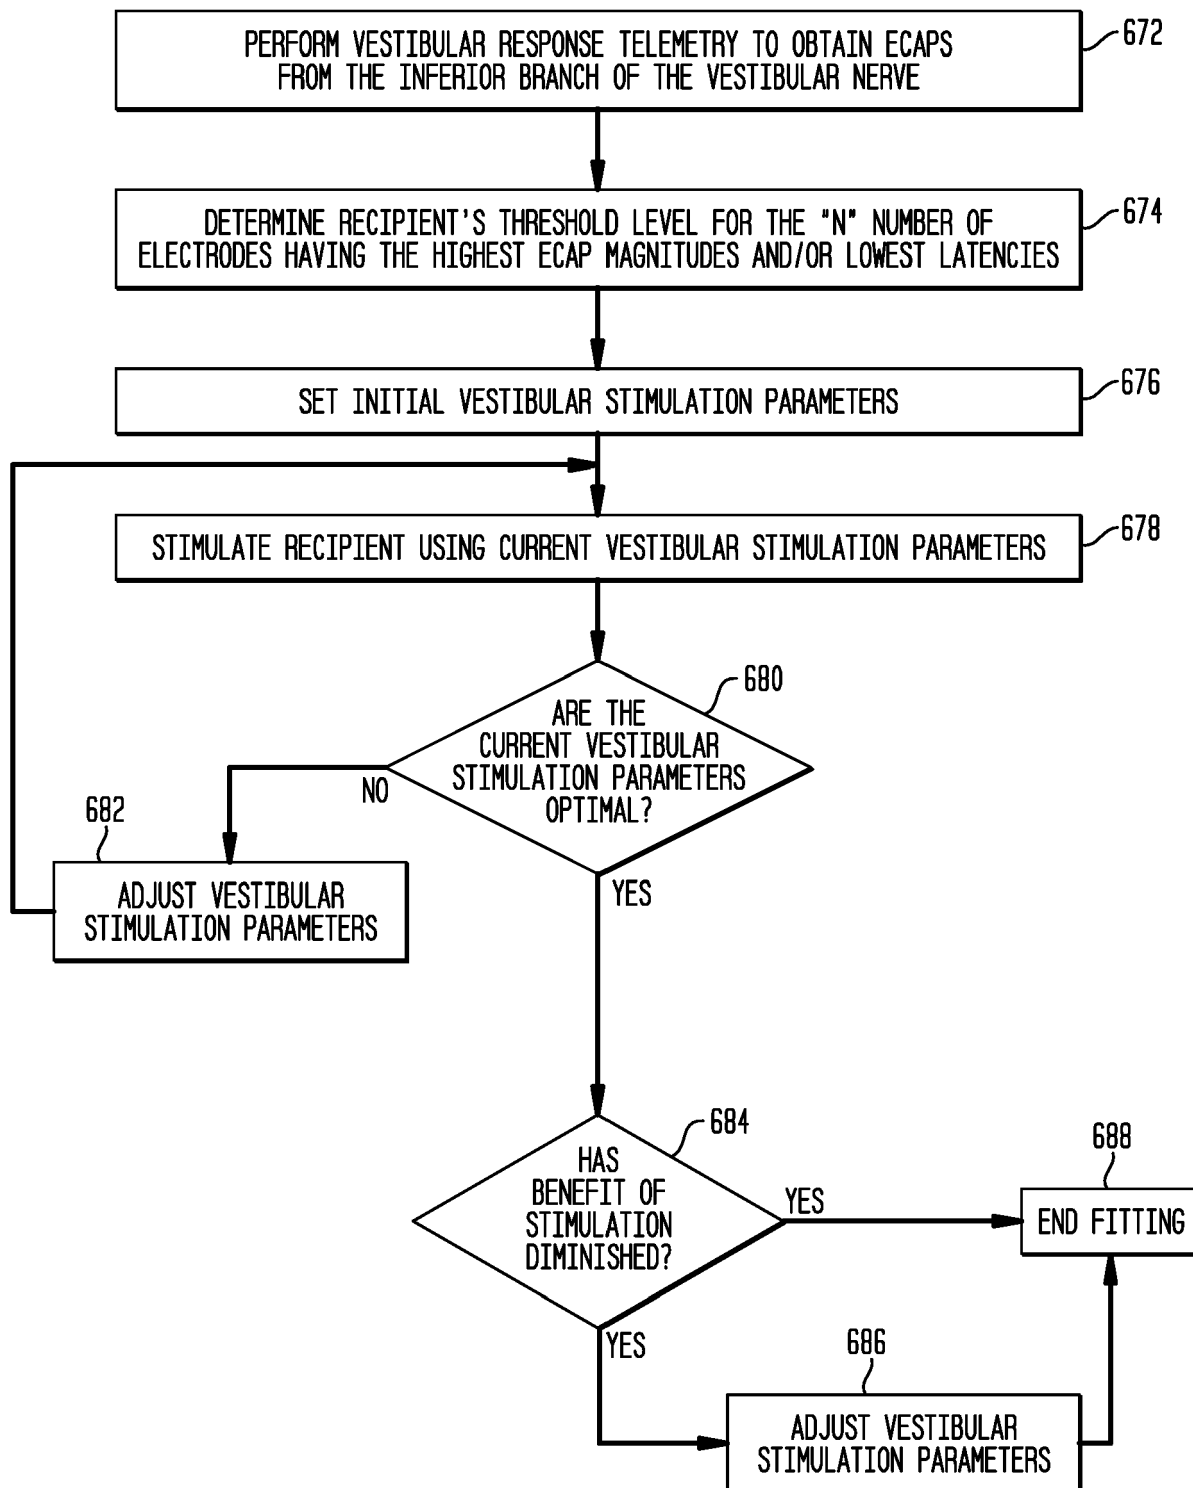 PERFORM VESTIBULAR RESPONSE TELEMETRY TO OBTAIN ECAPS
FROM THE INFERIOR BRANCH OF THE VESTIBULAR NERVE
672
DETERMINE RECIPIENT'S THRESHOLD LEVEL FOR THE "N" NUMBER OF
ELECTRODES HAVING THE HIGHEST ECAP MAGNITUDES AND/OR LOWEST LATENCIES
674
SET INITIAL VESTIBULAR STIMULATION PARAMETERS
676
STIMULATE RECIPIENT USING CURRENT VESTIBULAR STIMULATION PARAMETERS
678
ARE THE
CURRENT VESTIBULAR
STIMULATION PARAMETERS
OPTIMAL?
680
NO
YES
682
ADJUST VESTIBULAR
STIMULATION PARAMETERS
HAS
BENEFIT OF
STIMULATION
DIMINISHED?
684
YES
YES
688
END FITTING
686
ADJUST VESTIBULAR
STIMULATION PARAMETERS